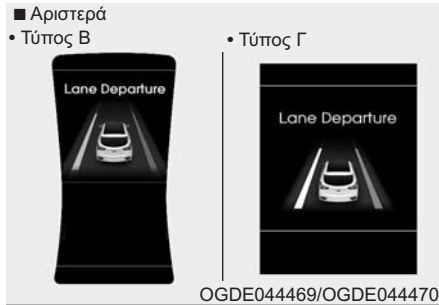 ■ Αριστερά
• Τύπος Β
• Τύπος Γ
Lane Departure
Lane Departure
OGDE044469/OGDE044470